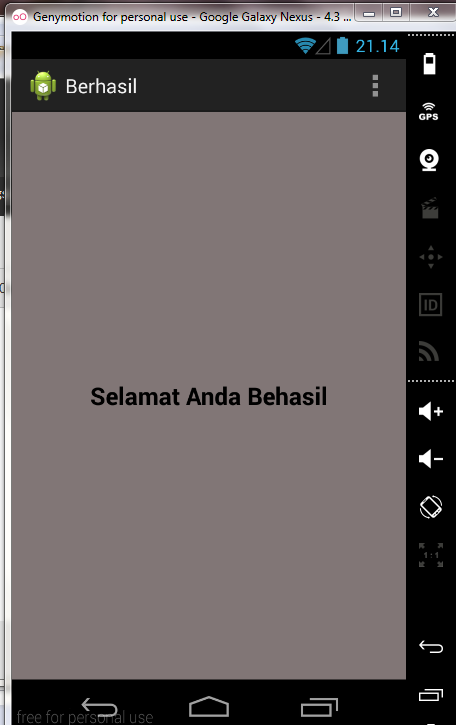 Genymotion for personal use - Google Galaxy Nexus - 4.3 ...
21.14
Berhasil
GPS
ID
Selamat Anda Behasil
1:1
free for personal use